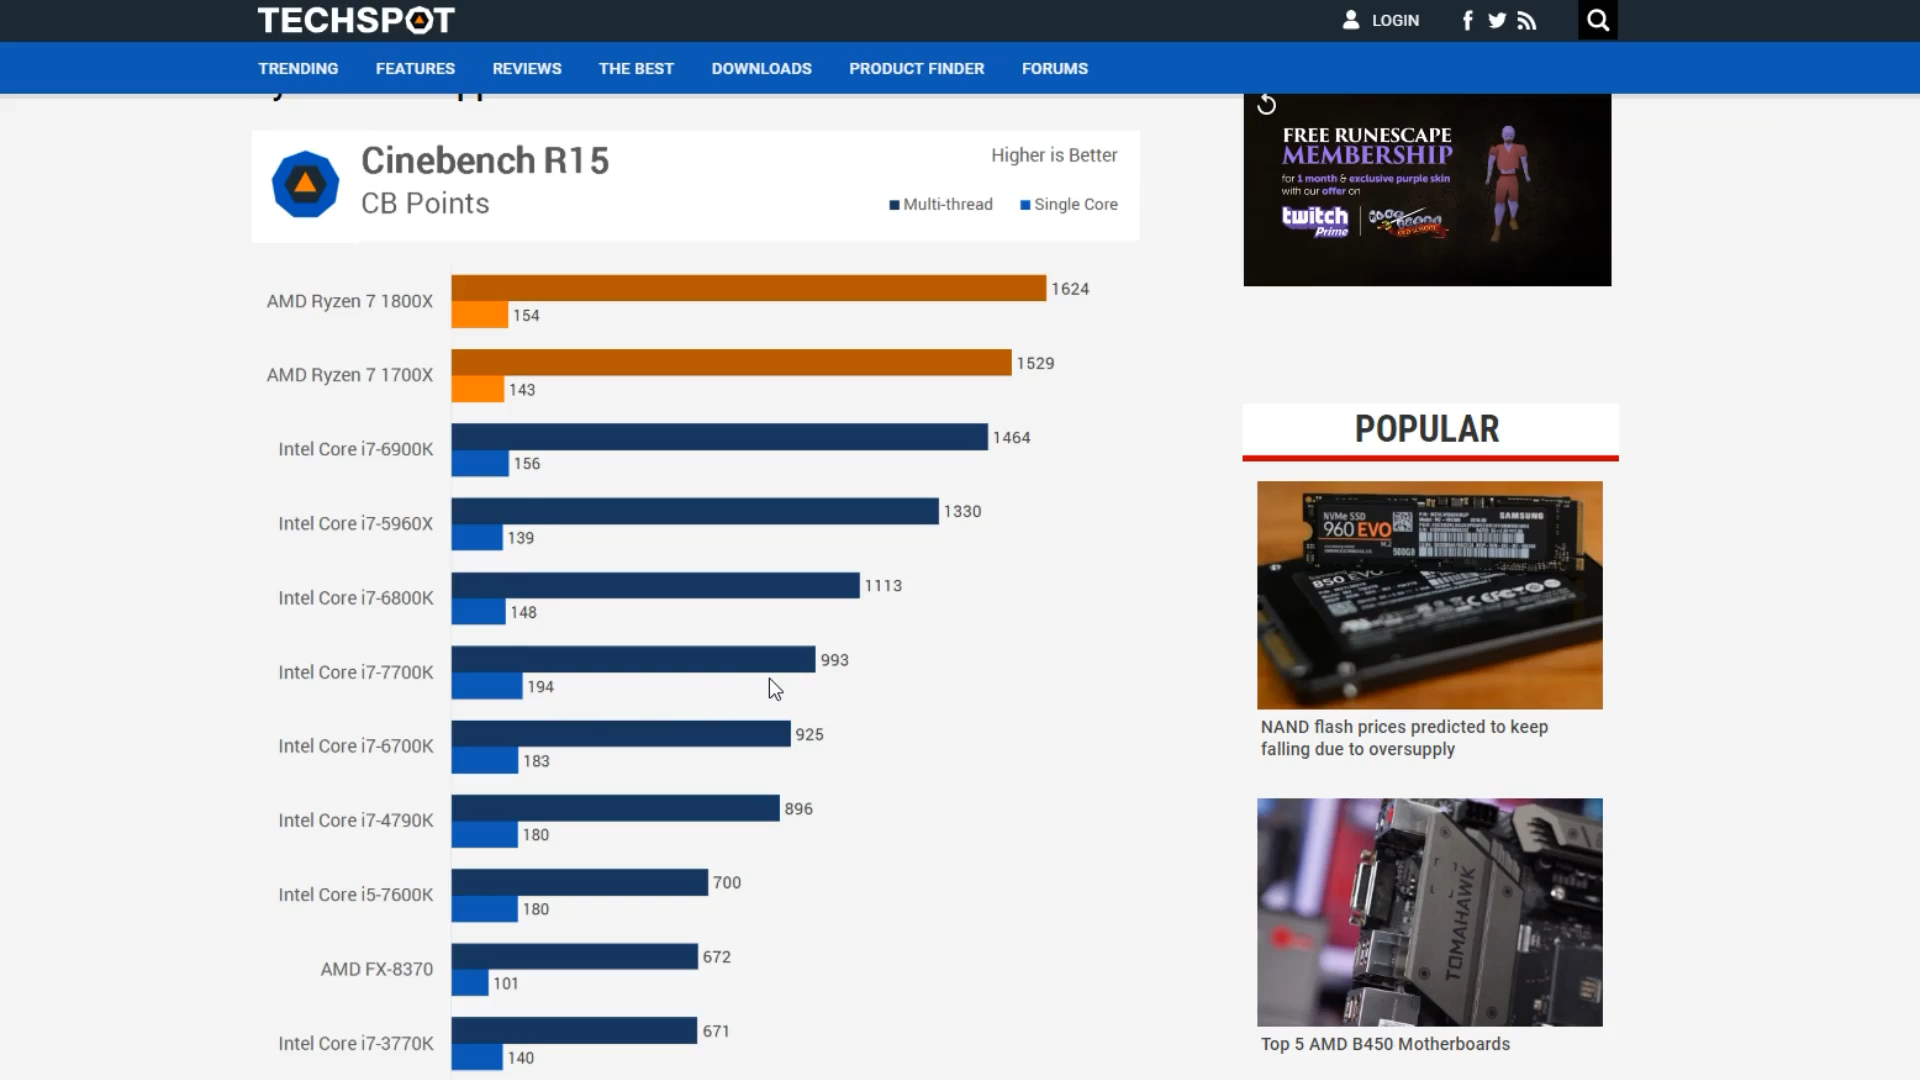 TECHSPOT
LOGIN
TRENDING FEATURES REVIEWS THE BEST DOWNLOADS PRODUCT FINDER FORUMS
Cinebench R15
CB Points
Higher is Better
Multi-thread Single Core
AMD Ryzen 7 1800X 1624
154
AMD Ryzen 7 1700X 1529
143
Intel Core i7-6900K 1464
156
Intel Core i7-5960X 1330
139
Intel Core i7-6800K 1113
148
Intel Core i7-7700K 993
194
Intel Core i7-6700K 925
183
Intel Core i7-4790K 896
180
Intel Core i5-7600K 700
180
AMD FX-8370 672
101
Intel Core i7-3770K 671
140
FREE RUNESCAPE
MEMBERSHIP
for 1 month & exclusive purple skin
with our offer on
twitch
Prime
POPULAR
NVMe SSD
960 EVO
SAMSUNG
500GB
850 EVO
NAND flash prices predicted to keep
falling due to oversupply
TOMAHAWK
Top 5 AMD B450 Motherboards